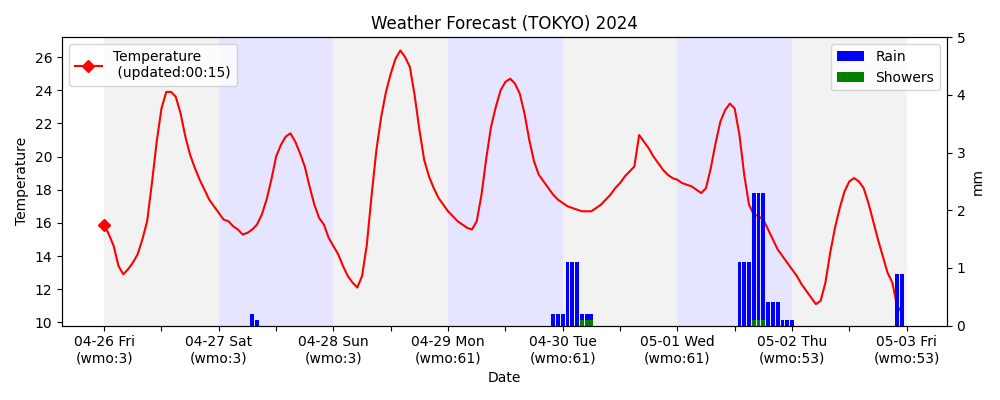 Weather Forecast (TOKYO) 2024
Temperature
(updated:00:15)
Rain
Showers
Temperature
26
24
22
20
18
16
14
12
10
5
4
3
2
1
0
mm
04-26 Fri
(wmo:3)
04-27 Sat
(wmo:3)
04-28 Sun
(wmo:3)
04-29 Mon
(wmo:61)
04-30 Tue
(wmo:61)
05-01 Wed
(wmo:61)
05-02 Thu
(wmo:53)
05-03 Fri
(wmo:53)
Date